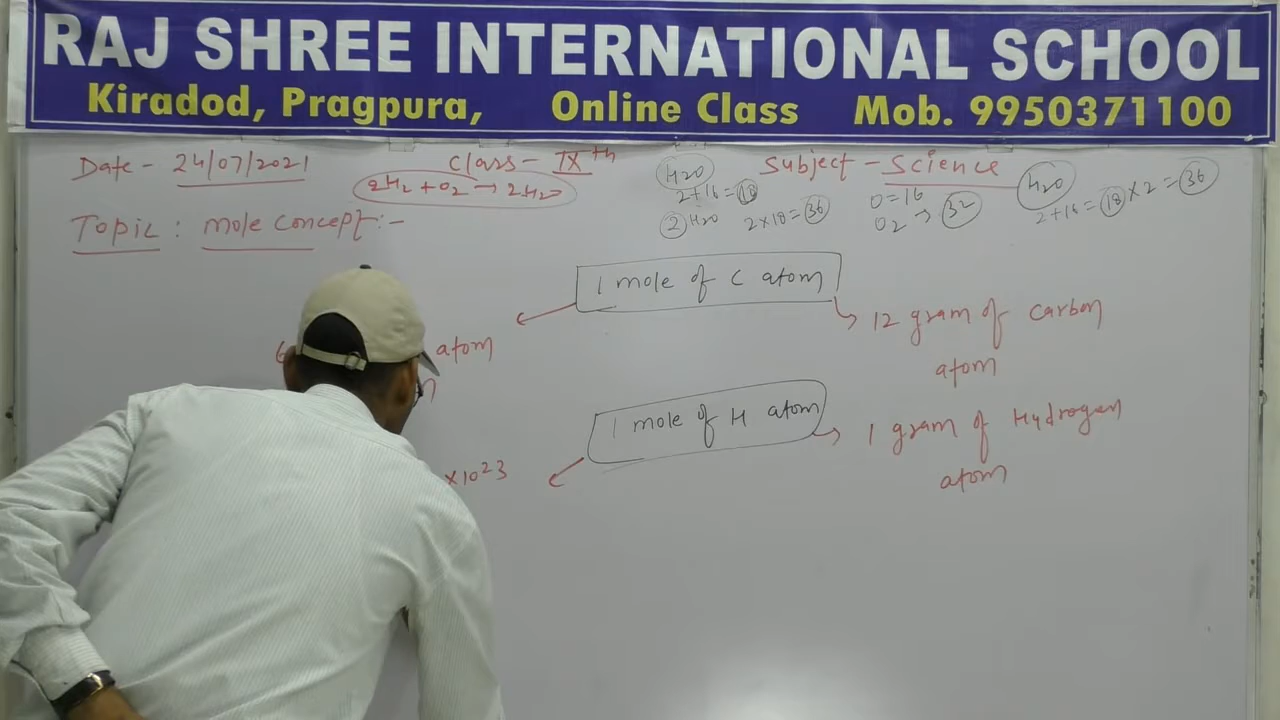 RAJ SHREE INTERNATIONAL SCHOOL
Kiradod, Pragpura, Online Class Mob. 9950371100
Date - 24/07/2021 Class - IXth Subject - Science
2H2 + O2 → 2H2O
H2O
2+16 = 18
2 H2O 2×18 = 36
O = 16
O2 → 32
H2O
2+16 = 18 × 2 = 36
Topic : Mole Concept :-
1 mole of C atom
12 gram of Carbon
atom
atom
1 mole of H atom
1 gram of Hydrogen
atom
×10^23